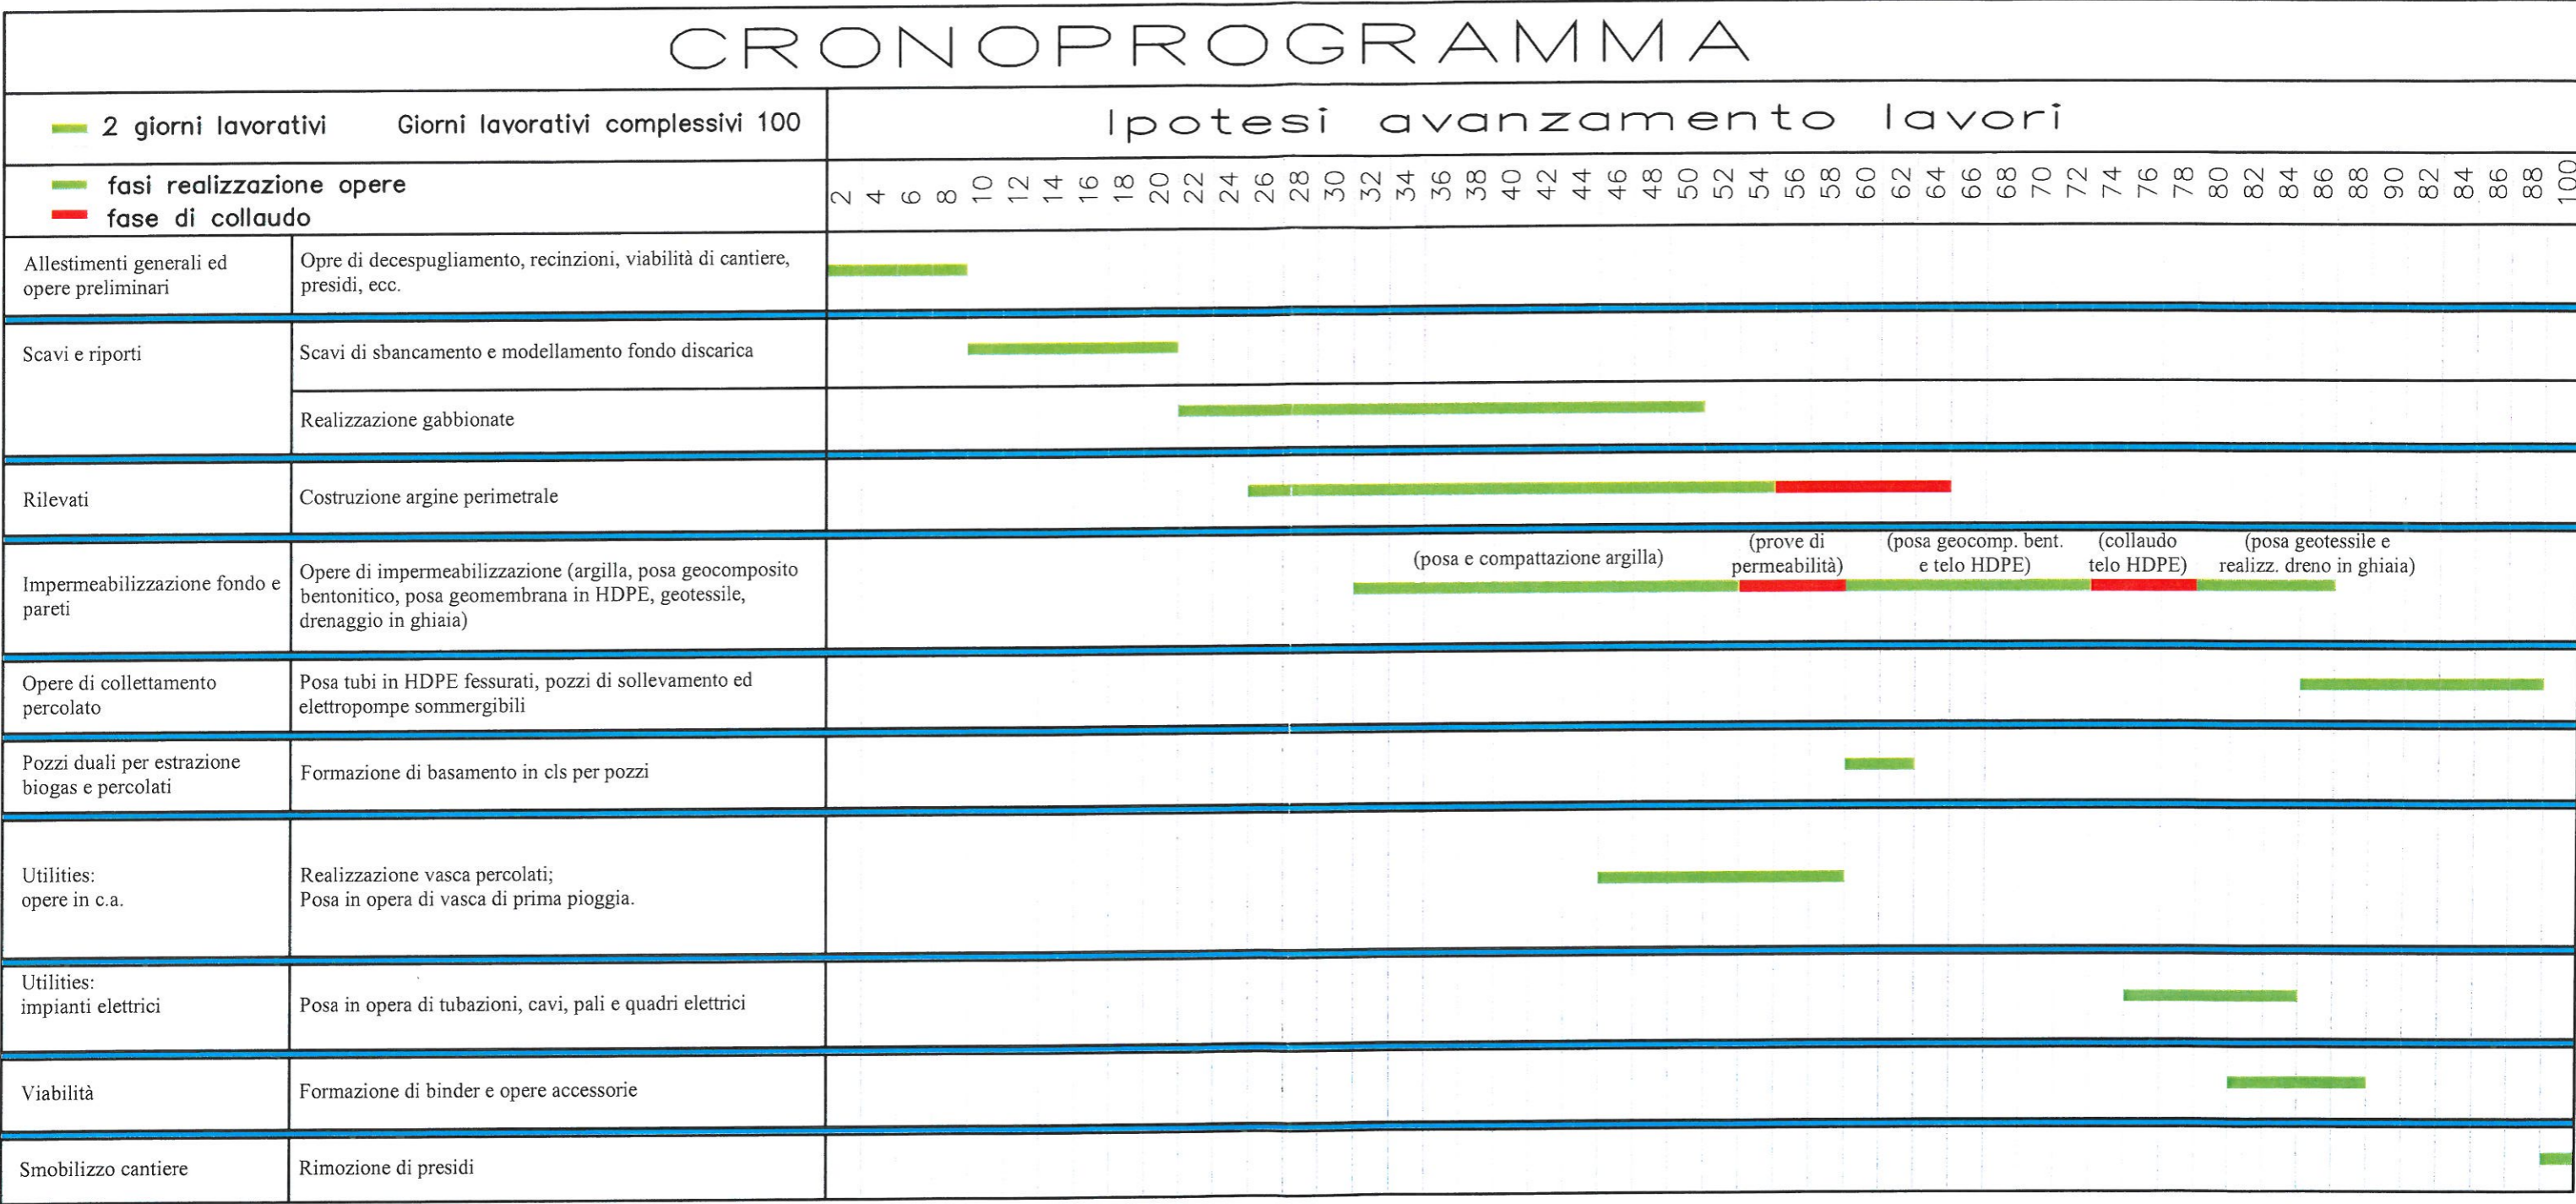 CRONOPROGRAMMA
2 giorni lavorativi Giorni lavorativi complessivi 100
Ipotesi avanzamento lavori
fasi realizzazione opere
fase di collaudo
2 4 6 8 10 12 14 16 18 20 22 24 26 28 30 32 34 36 38 40 42 44 46 48 50 52 54 56 58 60 62 64 66 68 70 72 74 76 78 80 82 84 86 88 90 82 84 86 88 100
Allestimenti generali ed
opere preliminari
Opre di decespugliamento, recinzioni, viabilità di cantiere,
presidi, ecc.
Scavi e riporti
Scavi di sbancamento e modellamento fondo discarica
Realizzazione gabbionate
Rilevati
Costruzione argine perimetrale
Impermeabilizzazione fondo e
pareti
Opere di impermeabilizzazione (argilla, posa geocomposito
bentonitico, posa geomembrana in HDPE, geotessile,
drenaggio in ghiaia)
(posa e compattazione argilla)
(prove di
permeabilità)
(posa geocomp. bent.
e telo HDPE)
(collaudo
telo HDPE)
(posa geotessile e
realizz. dreno in ghiaia)
Opere di collettamento
percolato
Posa tubi in HDPE fessurati, pozzi di sollevamento ed
elettropompe sommergibili
Pozzi duali per estrazione
biogas e percolati
Formazione di basamento in cls per pozzi
Utilities:
opere in c.a.
Realizzazione vasca percolati;
Posa in opera di vasca di prima pioggia.
Utilities:
impianti elettrici
Posa in opera di tubazioni, cavi, pali e quadri elettrici
Viabilità
Formazione di binder e opere accessorie
Smobilizzo cantiere
Rimozione di presidi